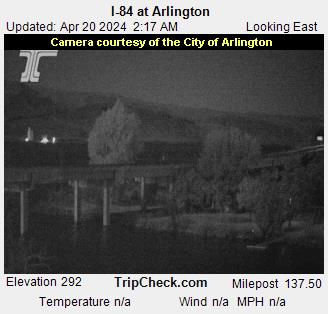 I-84 at Arlington
Updated: Apr 20 2024 2:17 AM Looking East
Camera courtesy of the City of Arlington
Elevation 292 TripCheck.com Milepost 137.50
Temperature n/a Wind n/a MPH n/a